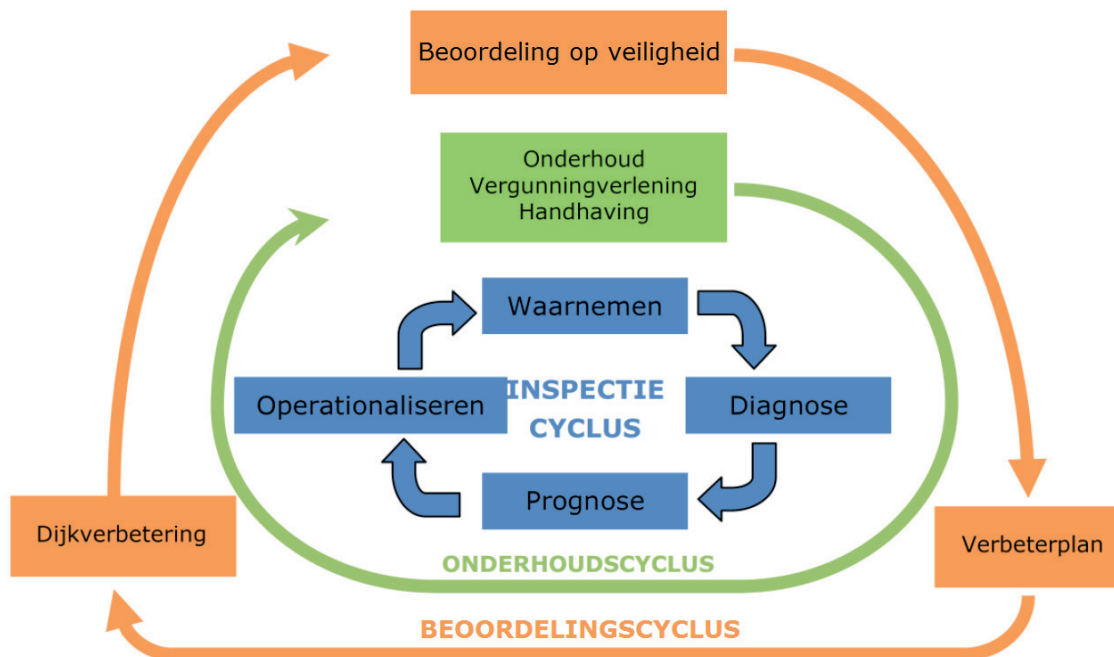 Beoordeling op veiligheid
Onderhoud
Vergunningverlening
Handhaving
Waarnemen
Operationaliseren
INSPECTIE
CYCLUS
Diagnose
Prognose
Dijkverbetering
Verbeterplan
ONDERHOUDSCYCLUS
BEOORDELINGSCYCLUS